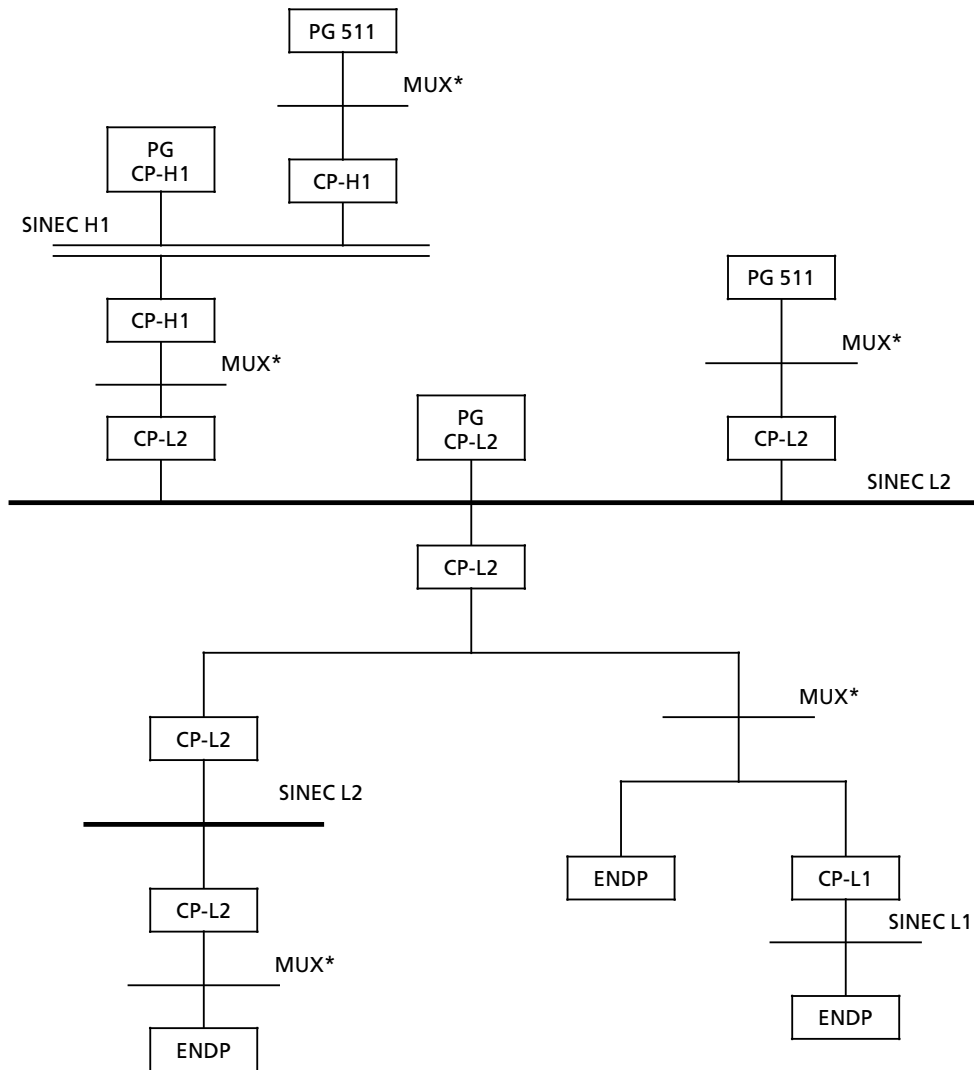 PG 511
MUX*
PG
CP-H1
CP-H1
SINEC H1
PG 511
CP-H1
MUX*
MUX*
CP-L2
PG
CP-L2
CP-L2
SINEC L2
CP-L2
MUX*
CP-L2
SINEC L2
ENDP
CP-L1
CP-L2
SINEC L1
MUX*
ENDP
ENDP